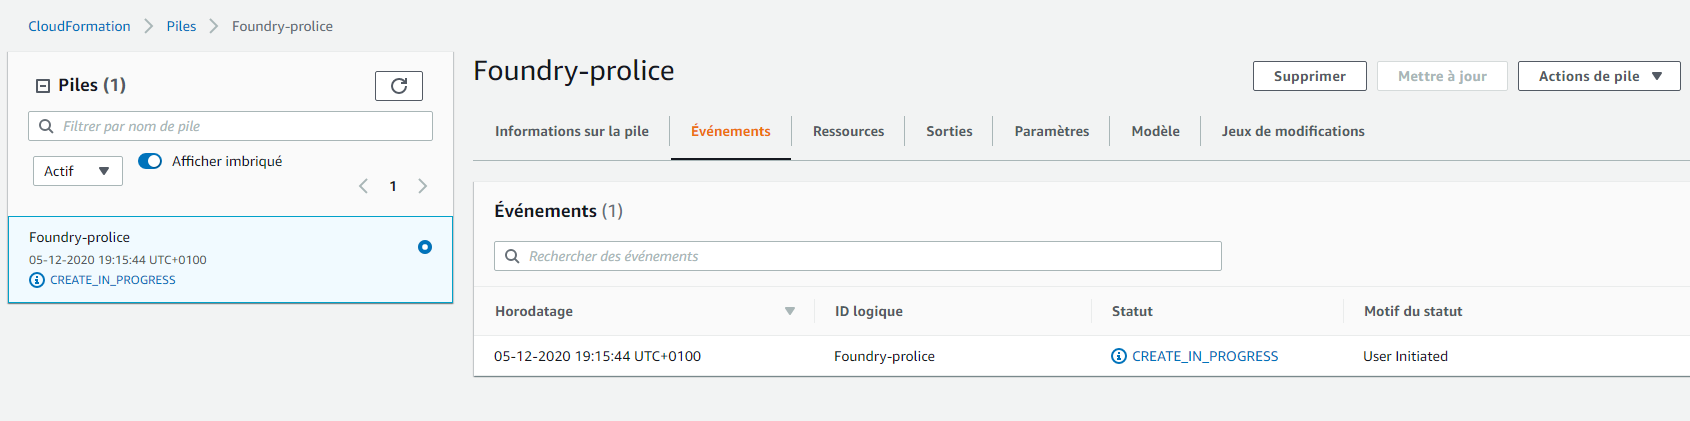 CloudFormation > Piles > Foundry-prolice
Piles (1)
Filtrer par nom de pile
Actif
Afficher imbriqué
1
Foundry-prolice
05-12-2020 19:15:44 UTC+0100
CREATE_IN_PROGRESS
Foundry-prolice
Supprimer
Mettre à jour
Actions de pile
Informations sur la pile
Événements
Ressources
Sorties
Paramètres
Modèle
Jeux de modifications
Événements (1)
Rechercher des événements
Horodatage ID logique Statut Motif du statut
05-12-2020 19:15:44 UTC+0100 Foundry-prolice CREATE_IN_PROGRESS User Initiated